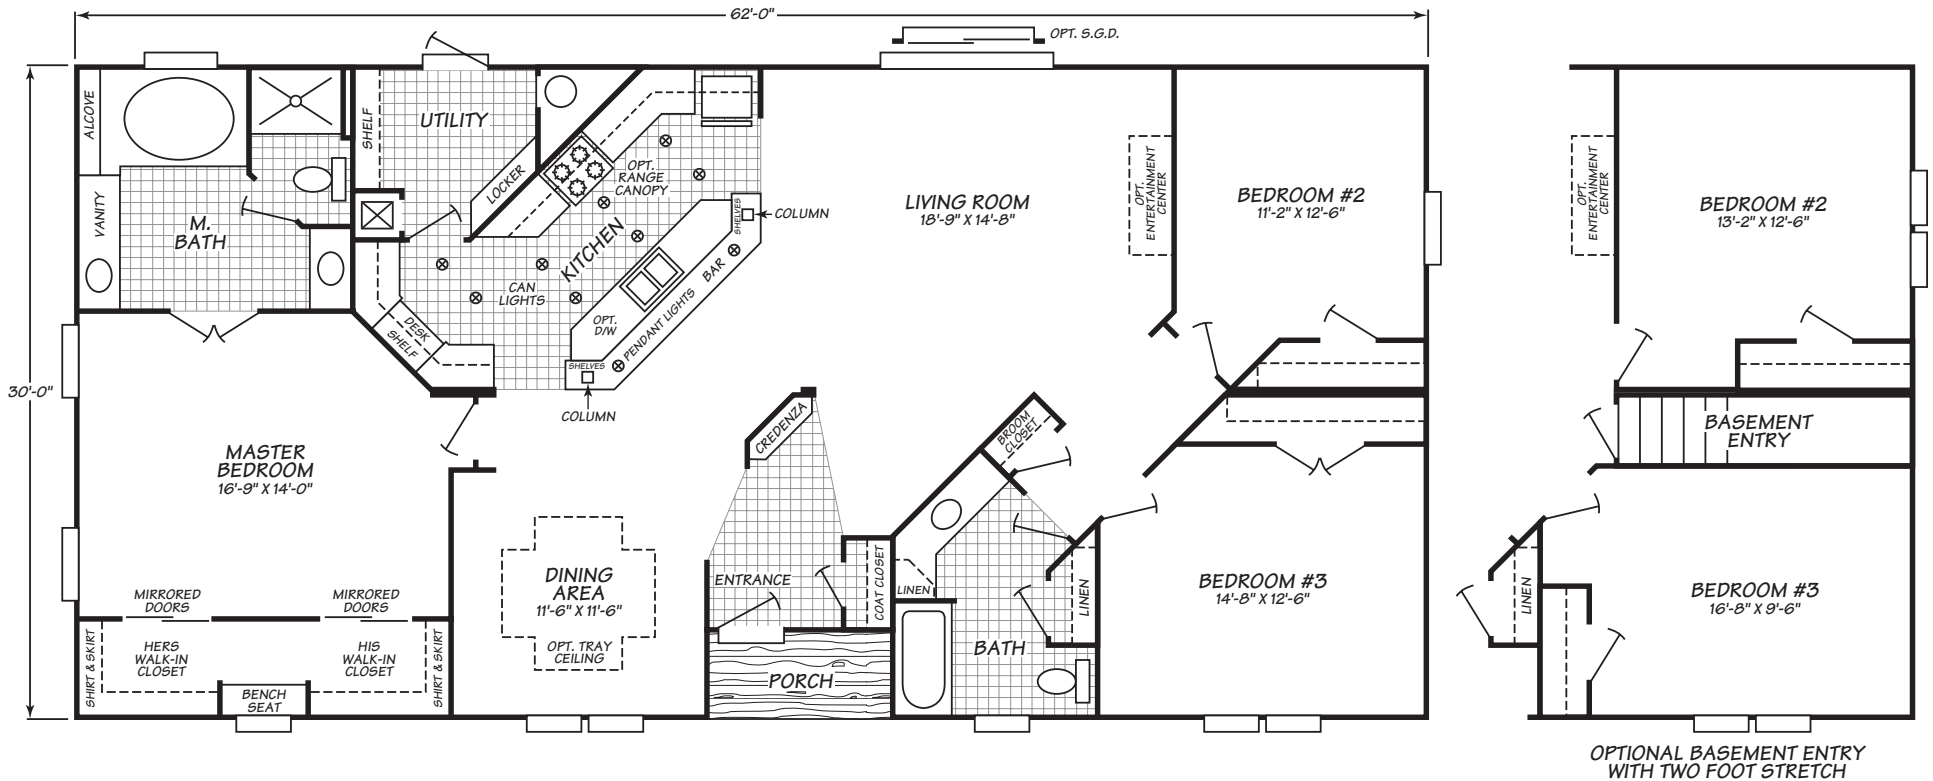 62'-0"
OPT. S.G.D.
30'-0"
ALCOVE
VANITY
M.
BATH
SHELF
UTILITY
LOCKER
OPT.
RANGE
CANOPY
KITCHEN
CAN
LIGHTS
DESK
SHELF
OPT.
D/W
SHELVES
BAR
PENDANT LIGHTS
SHELVES
COLUMN
COLUMN
LIVING ROOM
18'-9" X 14'-8"
OPT.
ENTERTAINMENT
CENTER
BEDROOM #2
11'-2" X 12'-6"
MASTER
BEDROOM
16'-9" X 14'-0"
MIRRORED
DOORS
MIRRORED
DOORS
SHIRT & SKIRT
HERS
WALK-IN
CLOSET
BENCH
SEAT
HIS
WALK-IN
CLOSET
SHIRT & SKIRT
DINING
AREA
11'-6" X 11'-6"
OPT. TRAY
CEILING
CREDENZA
ENTRANCE
COAT CLOSET
PORCH
BROOM
CLOSET
LINEN
BATH
LINEN
BEDROOM #3
14'-8" X 12'-6"
OPT.
ENTERTAINMENT
CENTER
BEDROOM #2
13'-2" X 12'-6"
BASEMENT
ENTRY
LINEN
BEDROOM #3
16'-8" X 9'-6"
OPTIONAL BASEMENT ENTRY
WITH TWO FOOT STRETCH